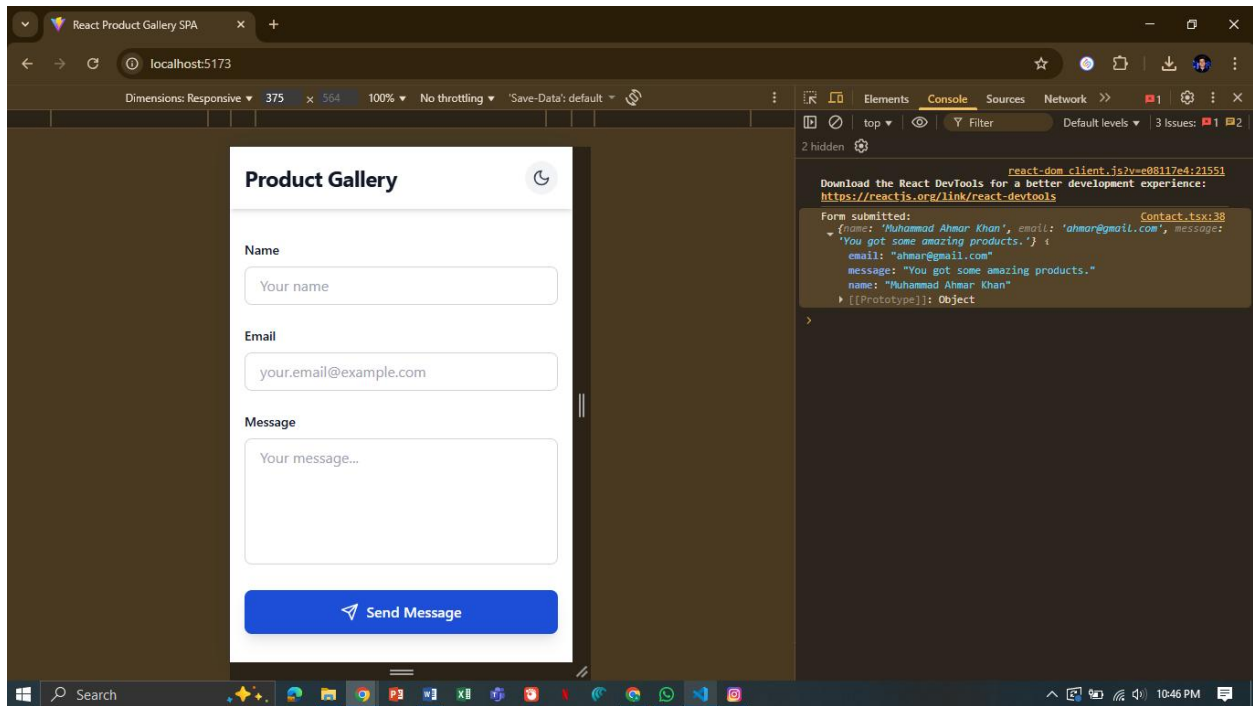 React Product Gallery SPA
localhost:5173
Dimensions: Responsive 375 x 564 100% No throttling 'Save-Data': default
Elements Console Sources Network 1
top Filter Default levels 3 Issues: 1 2
2 hidden
Product Gallery
Name
Your name
Email
your.email@example.com
Message
Your message...
Send Message
react-dom client.js?v=e08117e4:21551
Download the React DevTools for a better development experience:
https://reactjs.org/link/react-devtools
Form submitted: Contact.tsx:38
{name: 'Muhammad Ahmar Khan', email: 'ahmar@gmail.com', message:
'You got some amazing products.'}
email: "ahmar@gmail.com"
message: "You got some amazing products."
name: "Muhammad Ahmar Khan"
[[Prototype]]: Object
Search
10:46 PM